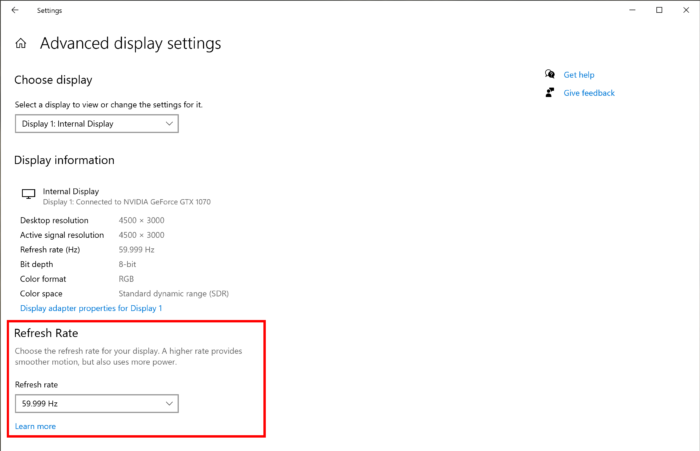 Settings
Advanced display settings
Choose display
Get help
Select a display to view or change the settings for it.
Give feedback
Display 1: Internal Display
Display information
Internal Display
Display 1: Connected to NVIDIA GeForce GTX 1070
Desktop resolution 4500 × 3000
Active signal resolution 4500 × 3000
Refresh rate (Hz) 59.999 Hz
Bit depth 8-bit
Color format RGB
Color space Standard dynamic range (SDR)
Display adapter properties for Display 1
Refresh Rate
Choose the refresh rate for your display. A higher rate provides
smoother motion, but also uses more power.
Refresh rate
59.999 Hz
Learn more